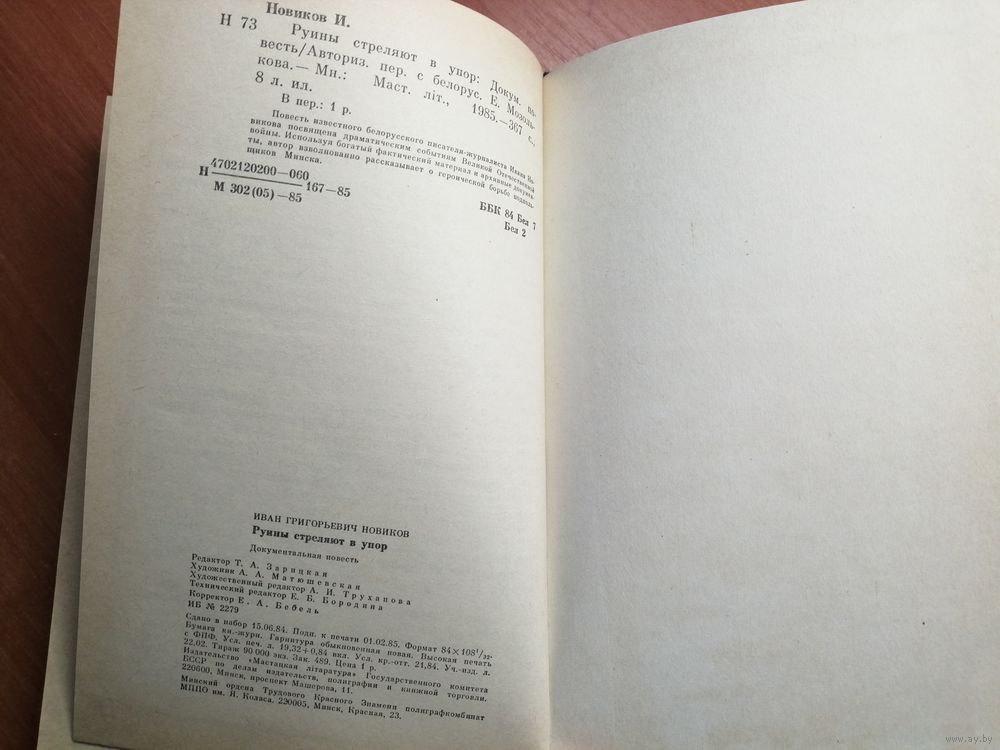 Новиков И.
Н 73
Руины стреляют в упор: Докум. по-
весть/Авториз. пер. с белорус. Е. Мозоль-
кова.— Мн.: Маст. літ., 1985.—367 с.,
8 л. ил.
В пер.: 1 р.
Повесть известного белорусского писателя-журналиста Ивана Но-
викова посвящена драматическим событиям Великой Отечественной
войны. Используя богатый фактический материал и архивные докумен-
ты, автор взволнованно рассказывает о героической борьбе подполь-
щиков Минска.
Н 4702120200—060
М 302(05)—85
167—85
ББК 84 Бел 7
Бел 2
ИВАН ГРИГОРЬЕВИЧ НОВИКОВ
Руины стреляют в упор
Документальная повесть
Редактор Т. А. Зарицкая
Художник А. А. Матюшевская
Художественный редактор А. И. Труханова
Технический редактор Е. Б. Бородина
Корректор Е. А. Бебель
ИБ № 2279
Сдано в набор 15.06.84. Подп. к печати 01.02.85. Формат 84×108¹/₃₂.
Бумага кн.-журн. Гарнитура обыкновенная новая. Высокая печать
с ФПФ. Усл. печ. л. 19,32+0,84 вкл. Усл. кр.-отт. 21,84. Уч.-изд. л.
22,02. Тираж 90 000 экз. Зак. 489. Цена 1 р.
Издательство «Мастацкая літаратура» Государственного комитета
БССР по делам издательств, полиграфии и книжной торговли.
220600, Минск, проспект Машерова, 11.
Минский ордена Трудового Красного Знамени полиграфкомбинат
МППО им. Я. Коласа. 220005, Минск, Красная, 23.
www.ay.by